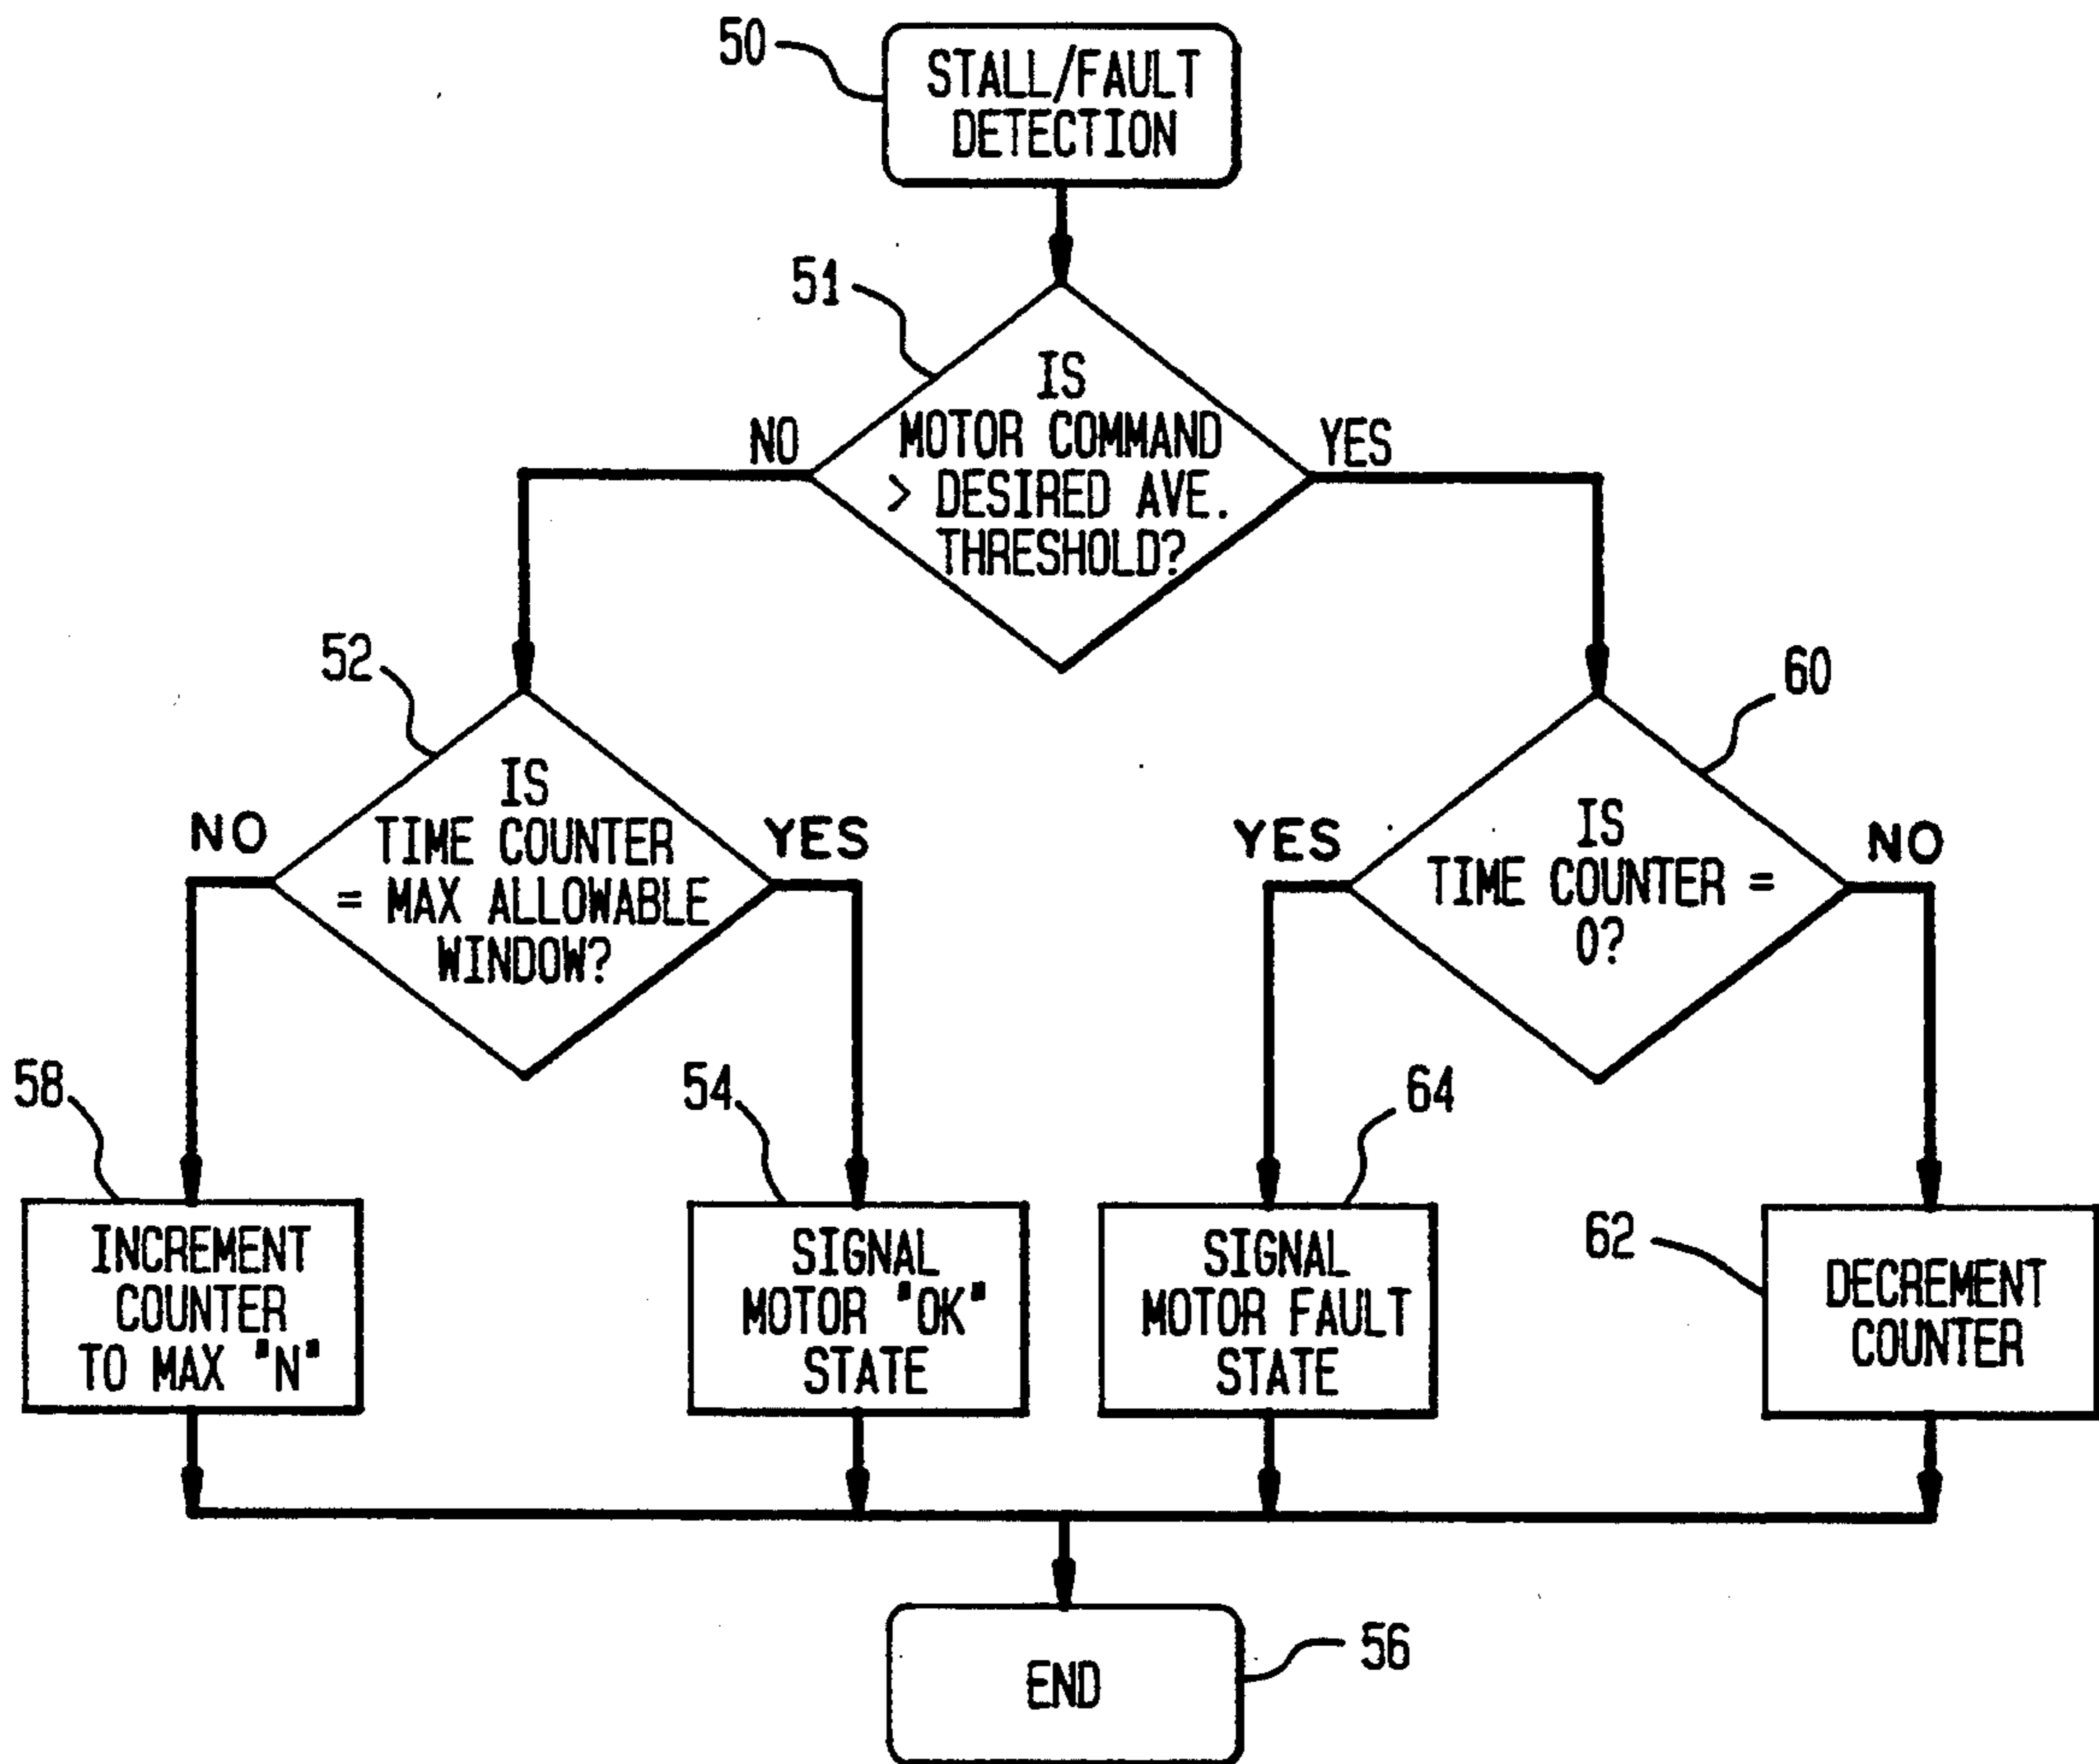 50
STALL/FAULT
DETECTION
51
IS
MOTOR COMMAND
> DESIRED AVE.
THRESHOLD?
NO
YES
52
IS
TIME COUNTER
= MAX ALLOWABLE
WINDOW?
NO
YES
60
IS
TIME COUNTER =
0?
YES
NO
58
INCREMENT
COUNTER
TO MAX "N"
54
SIGNAL
MOTOR "OK"
STATE
64
SIGNAL
MOTOR FAULT
STATE
62
DECREMENT
COUNTER
END
56